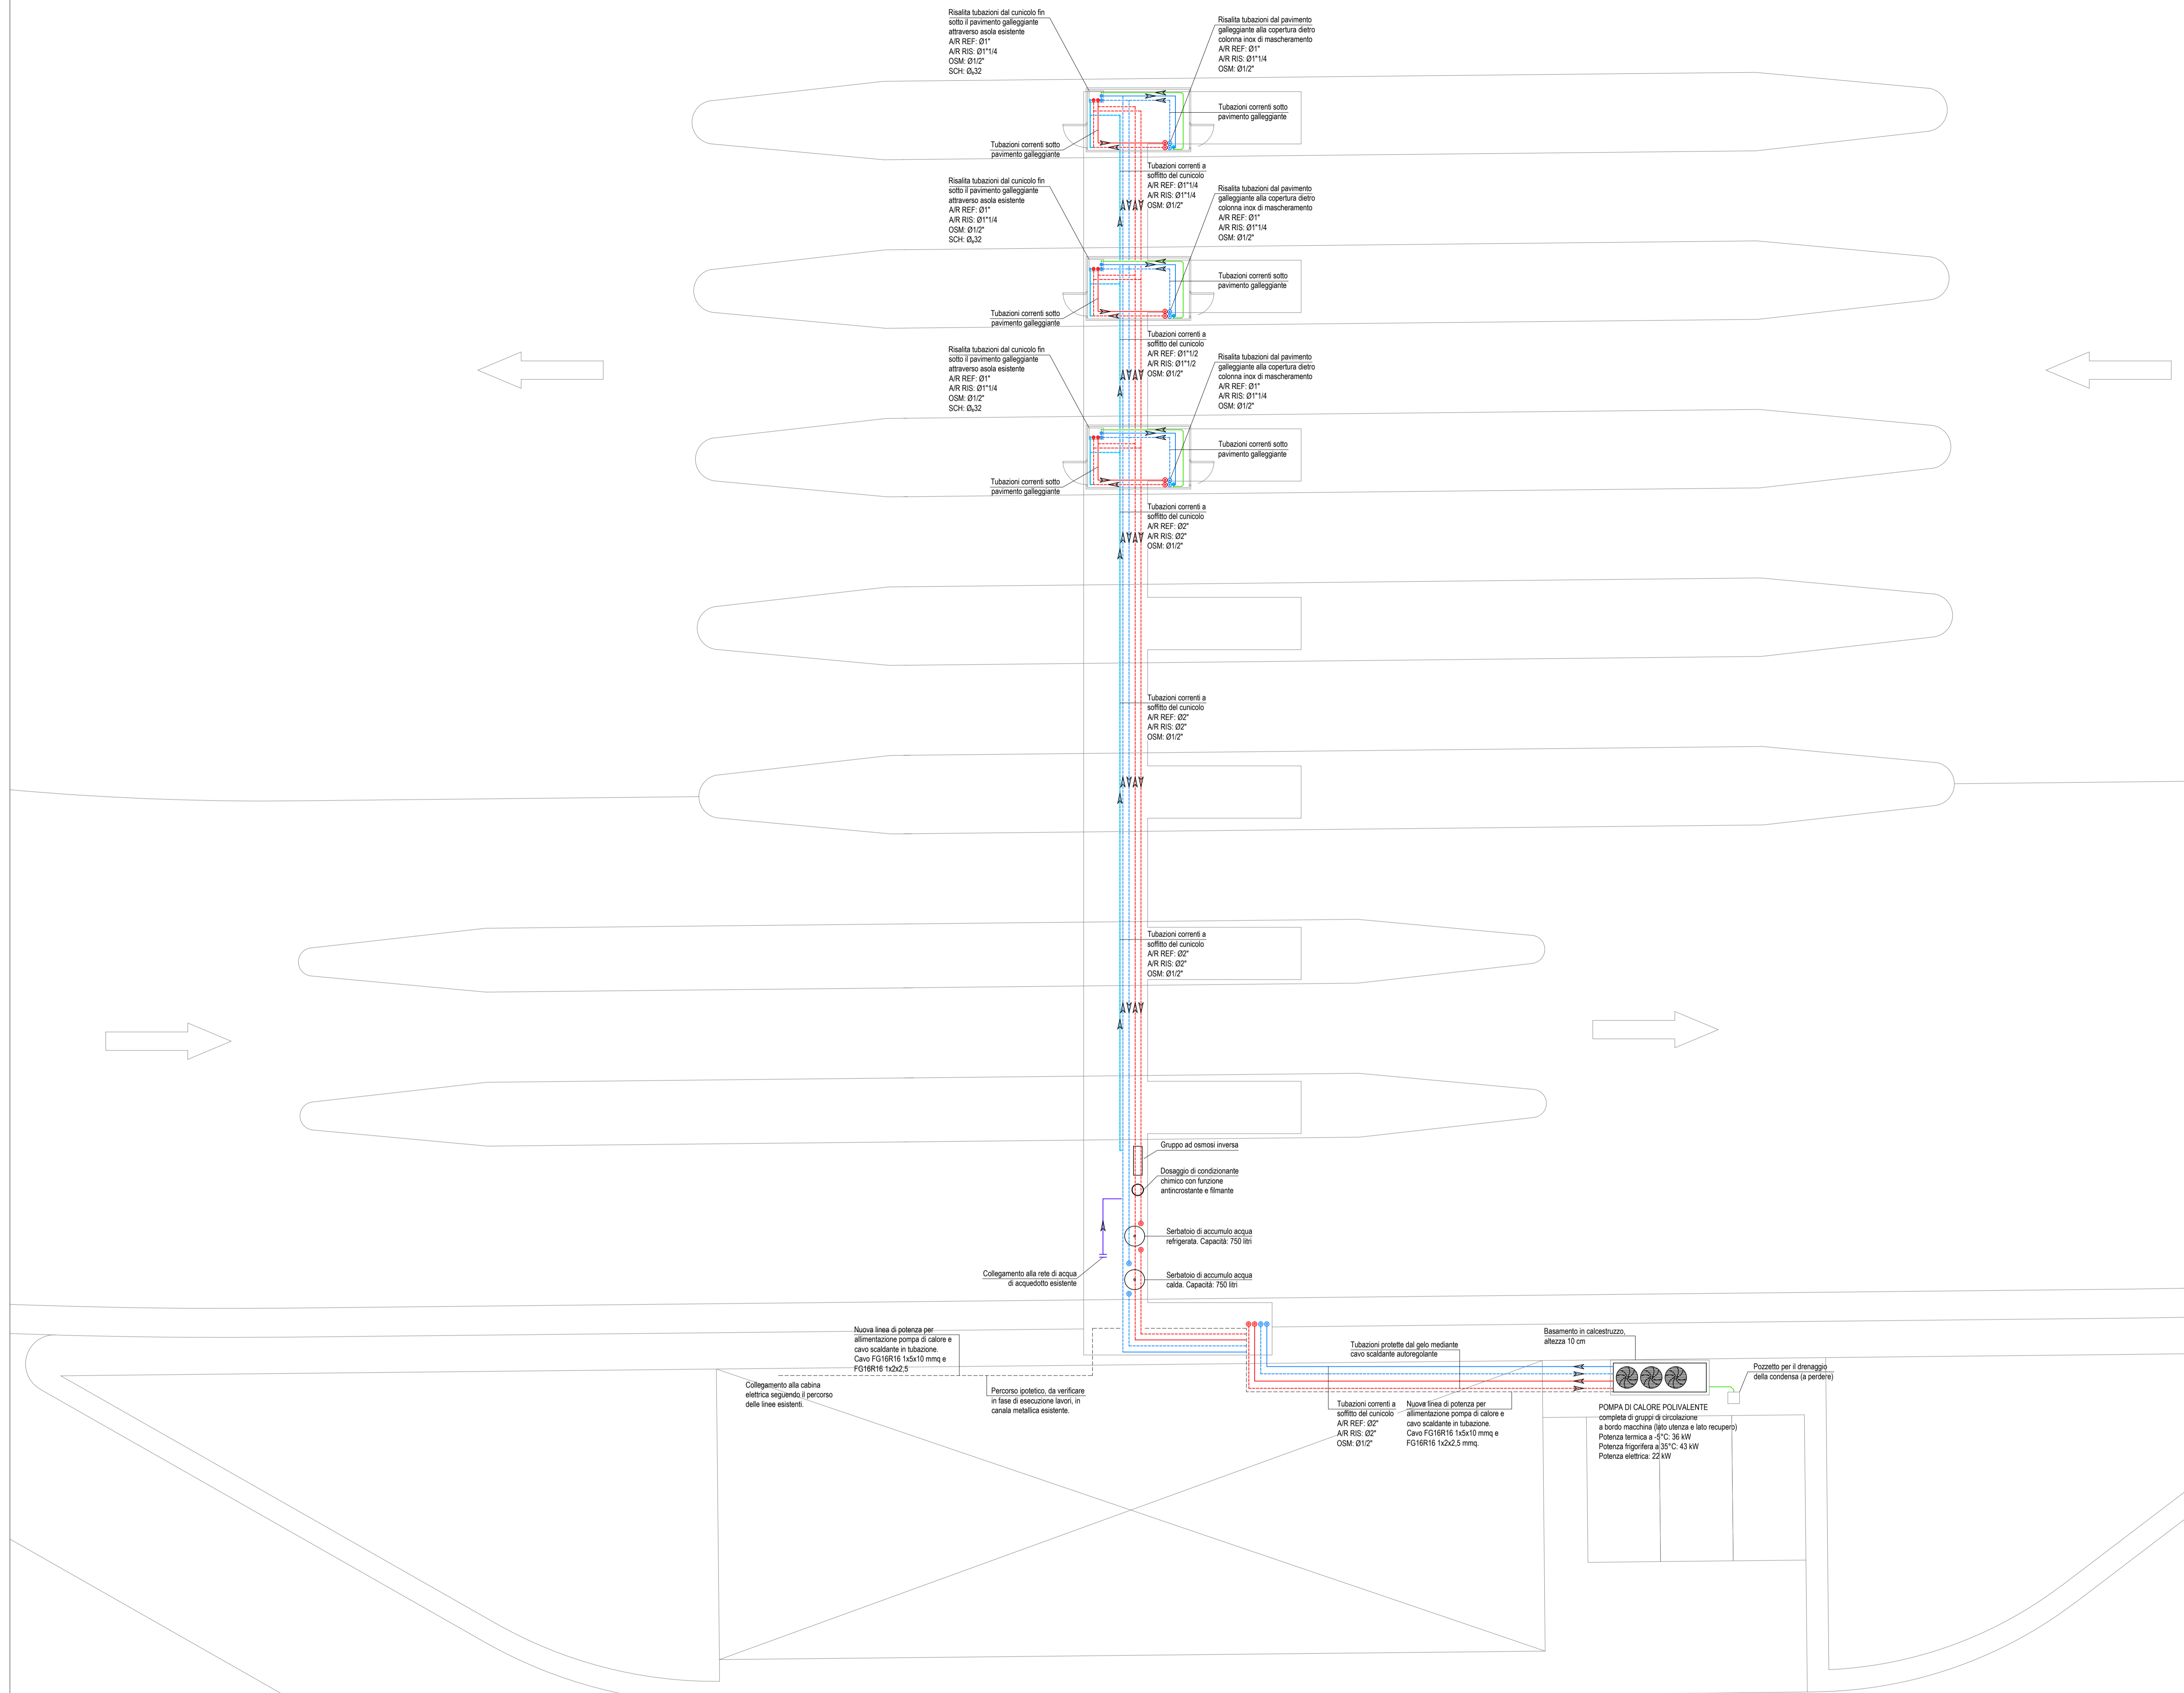 Risalita tubazioni dal cunicolo fin
sotto il pavimento galleggiante
attraverso asola esistente
A/R REF: Ø1"
A/R RIS: Ø1"1/4
OSM: Ø1/2"
SCH: Øp32
Risalita tubazioni dal pavimento
galleggiante alla copertura dietro
colonna inox di mascheramento
A/R REF: Ø1"
A/R RIS: Ø1"1/4
OSM: Ø1/2"
Tubazioni correnti sotto
pavimento galleggiante
Tubazioni correnti sotto
pavimento galleggiante
Tubazioni correnti a
soffitto del cunicolo
A/R REF: Ø1"1/4
A/R RIS: Ø1"1/4
OSM: Ø1/2"
Risalita tubazioni dal cunicolo fin
sotto il pavimento galleggiante
attraverso asola esistente
A/R REF: Ø1"
A/R RIS: Ø1"1/4
OSM: Ø1/2"
SCH: Øp32
Risalita tubazioni dal pavimento
galleggiante alla copertura dietro
colonna inox di mascheramento
A/R REF: Ø1"
A/R RIS: Ø1"1/4
OSM: Ø1/2"
Tubazioni correnti sotto
pavimento galleggiante
Tubazioni correnti sotto
pavimento galleggiante
Tubazioni correnti a
soffitto del cunicolo
A/R REF: Ø1"1/2
A/R RIS: Ø1"1/2
OSM: Ø1/2"
Risalita tubazioni dal cunicolo fin
sotto il pavimento galleggiante
attraverso asola esistente
A/R REF: Ø1"
A/R RIS: Ø1"1/4
OSM: Ø1/2"
SCH: Øp32
Risalita tubazioni dal pavimento
galleggiante alla copertura dietro
colonna inox di mascheramento
A/R REF: Ø1"
A/R RIS: Ø1"1/4
OSM: Ø1/2"
Tubazioni correnti sotto
pavimento galleggiante
Tubazioni correnti sotto
pavimento galleggiante
Tubazioni correnti a
soffitto del cunicolo
A/R REF: Ø2"
A/R RIS: Ø2"
OSM: Ø1/2"
Tubazioni correnti a
soffitto del cunicolo
A/R REF: Ø2"
A/R RIS: Ø2"
OSM: Ø1/2"
Tubazioni correnti a
soffitto del cunicolo
A/R REF: Ø2"
A/R RIS: Ø2"
OSM: Ø1/2"
Gruppo ad osmosi inversa
Dosaggio di condizionante
chimico con funzione
antincrostante e filmante
Serbatoio di accumulo acqua
refrigerata. Capacità: 750 litri
Collegamento alla rete di acqua
di acquedotto esistente
Serbatoio di accumulo acqua
calda. Capacità: 750 litri
Nuova linea di potenza per
allimentazione pompa di calore e
cavo scaldante in tubazione.
Cavo FG16R16 1x5x10 mmq e
FG16R16 1x2x2,5
Collegamento alla cabina
elettrica seguendo il percorso
delle linee esistenti.
Percorso ipotetico, da verificare
in fase di esecuzione lavori, in
canala metallica esistente.
Tubazioni protette dal gelo mediante
cavo scaldante autoregolante
Basamento in calcestruzzo,
altezza 10 cm
Pozzetto per il drenaggio
della condensa (a perdere)
Tubazioni correnti a
soffitto del cunicolo
A/R REF: Ø2"
A/R RIS: Ø2"
OSM: Ø1/2"
Nuova linea di potenza per
allimentazione pompa di calore e
cavo scaldante in tubazione.
Cavo FG16R16 1x5x10 mmq e
FG16R16 1x2x2,5 mmq.
POMPA DI CALORE POLIVALENTE
completa di gruppi di circolazione
a bordo macchina (lato utenza e lato recupero)
Potenza termica a -5°C: 36 kW
Potenza frigorifera a 35°C: 43 kW
Potenza elettrica: 22 kW